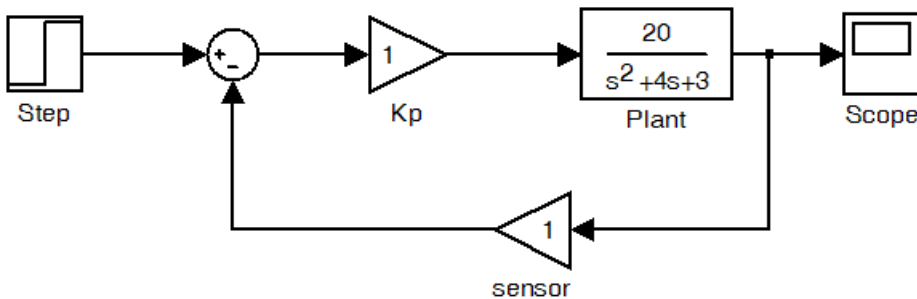 20
1
s²+4s+3
+
−
Step
Kp
Plant
Scope
1
sensor